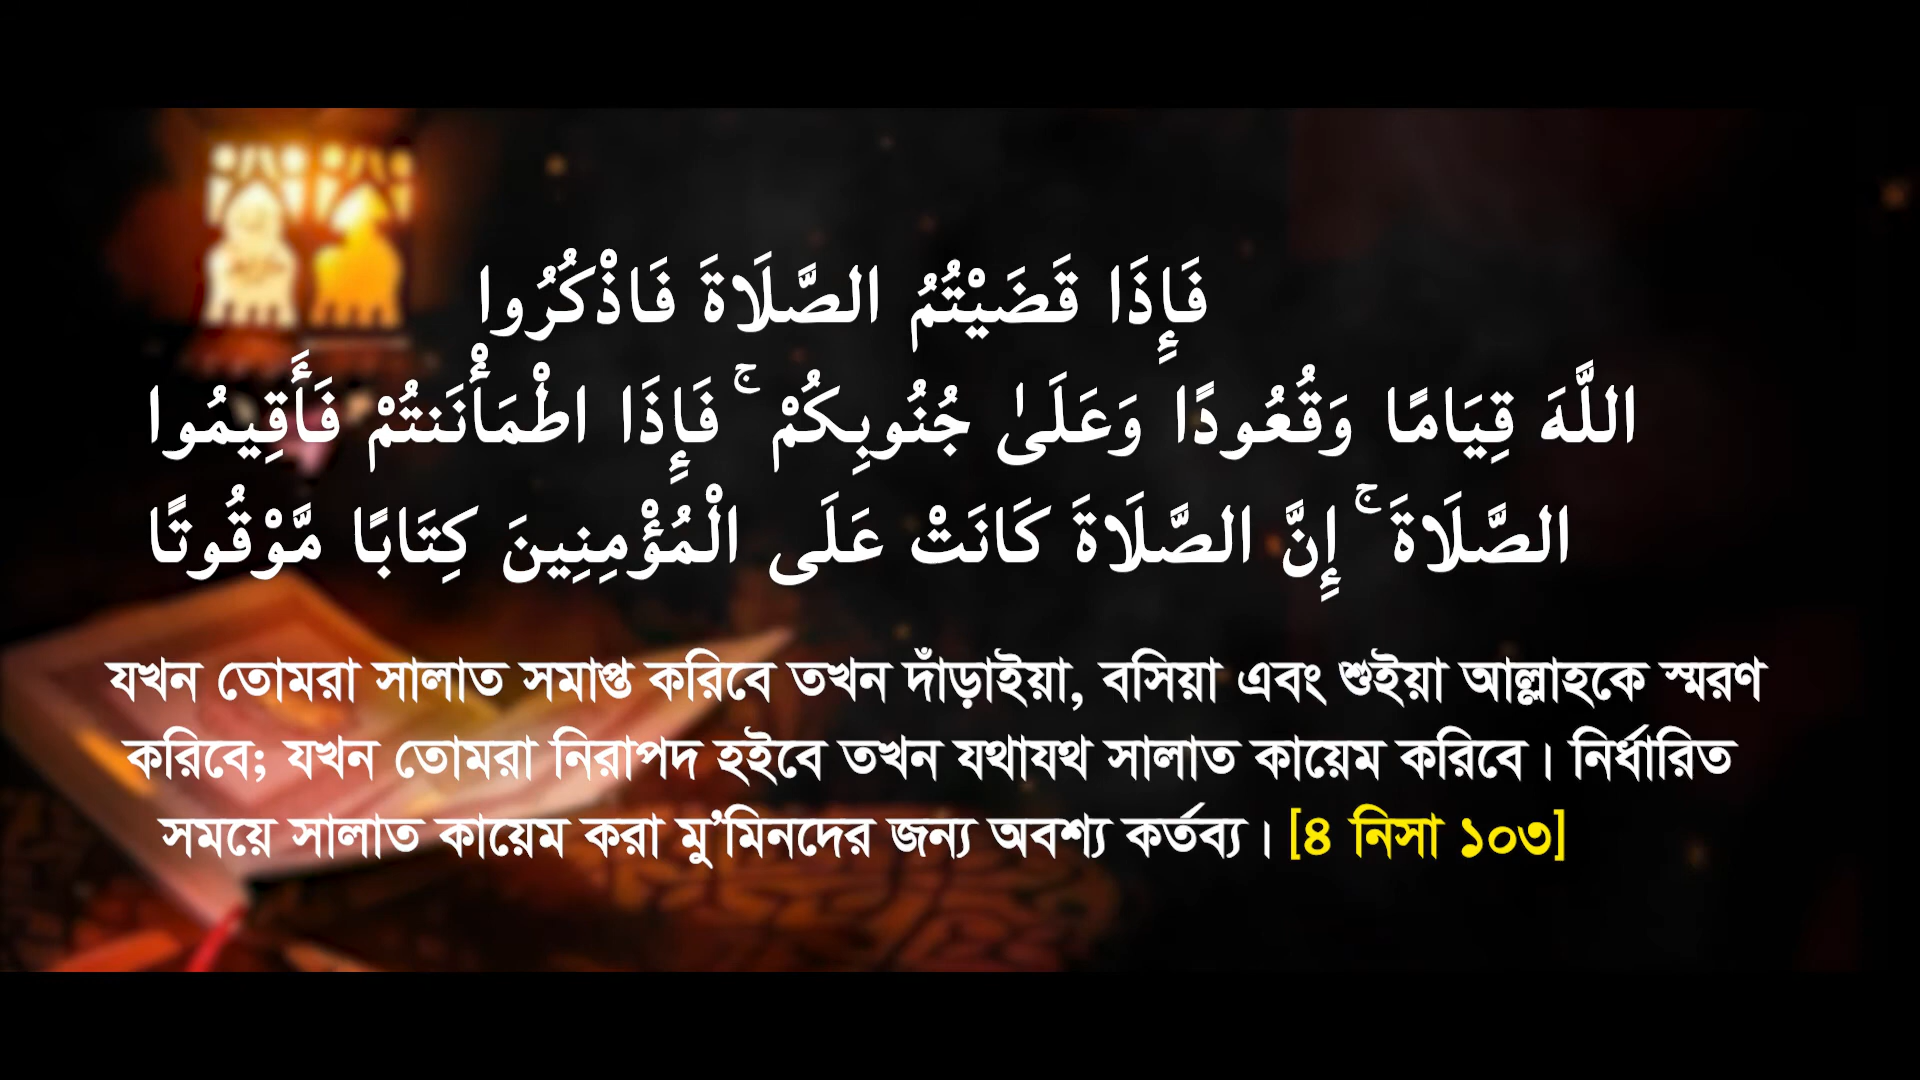 فَإِذَا قَضَيْتُمُ الصَّلَاةَ فَاذْكُرُوا
اللَّهَ قِيَامًا وَقُعُودًا وَعَلَىٰ جُنُوبِكُمْ ۚ فَإِذَا اطْمَأْنَنتُمْ فَأَقِيمُوا
الصَّلَاةَ ۚ إِنَّ الصَّلَاةَ كَانَتْ عَلَى الْمُؤْمِنِينَ كِتَابًا مَّوْقُوتًا
যখন তোমরা সালাত সমাপ্ত করিবে তখন দাঁড়াইয়া, বসিয়া এবং শুইয়া আল্লাহকে স্মরণ
করিবে; যখন তোমরা নিরাপদ হইবে তখন যথাযথ সালাত কায়েম করিবে। নির্ধারিত
সময়ে সালাত কায়েম করা মু’মিনদের জন্য অবশ্য কর্তব্য। [৪ নিসা ১০৩]